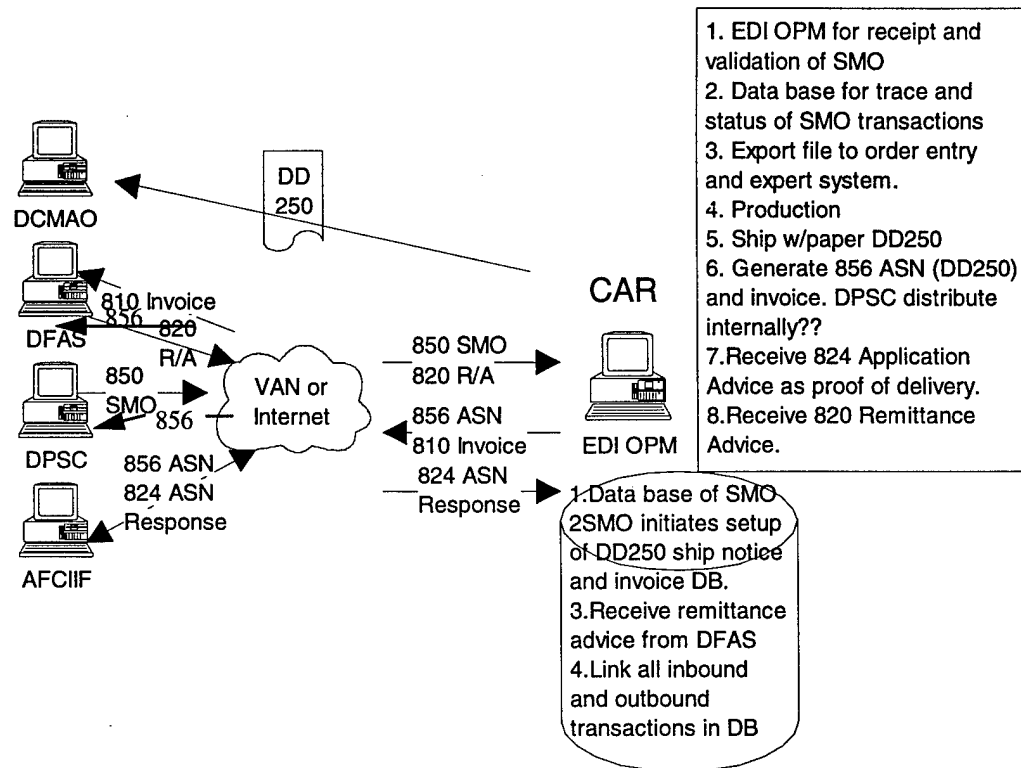 1. EDI OPM for receipt and
validation of SMO
2. Data base for trace and
status of SMO transactions
3. Export file to order entry
and expert system.
4. Production
5. Ship w/paper DD250
6. Generate 856 ASN (DD250)
and invoice. DPSC distribute
internally??
7.Receive 824 Application
Advice as proof of delivery.
8.Receive 820 Remittance
Advice.
DCMAO
DD
250
DFAS
810 Invoice
856
820
R/A
DPSC
850
SMO
856
AFCIIF
856 ASN
824 ASN
Response
VAN or
Internet
850 SMO
820 R/A
856 ASN
810 Invoice
824 ASN
Response
CAR
EDI OPM
1.Data base of SMO
2SMO initiates setup
of DD250 ship notice
and invoice DB.
3.Receive remittance
advice from DFAS
4.Link all inbound
and outbound
transactions in DB